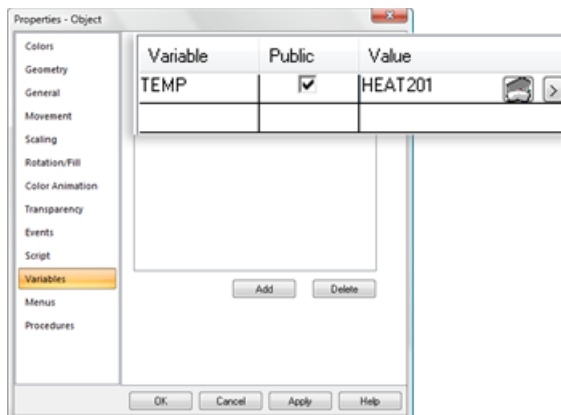 Properties - Object
Colors
Geometry
General
Movement
Scaling
Rotation/Fill
Color Animation
Transparency
Events
Script
Variables
Menus
Procedures
Variable Public Value
TEMP HEAT201 >
Add Delete
OK Cancel Apply Help